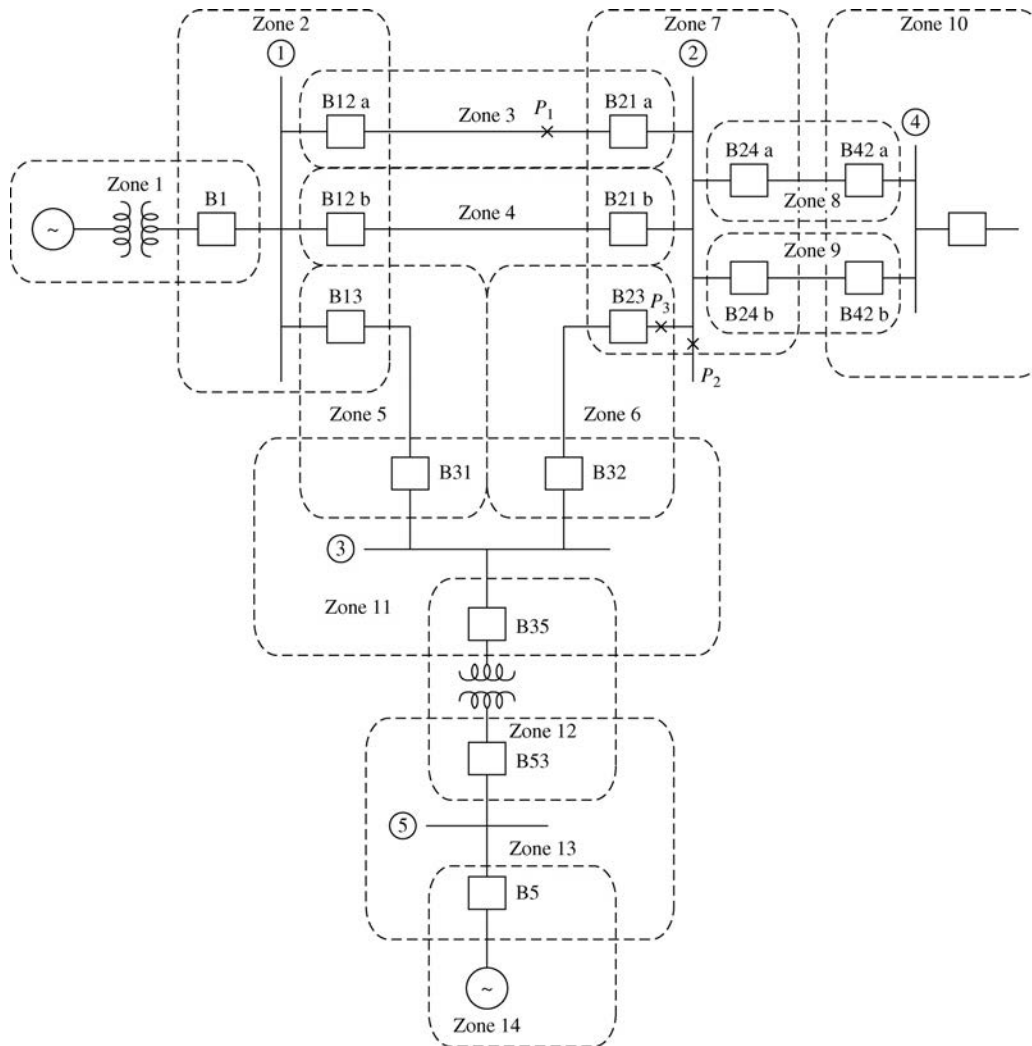 Zone 2
Zone 7
Zone 10
1
2
B12 a
Zone 3
P1
B21 a
4
B24 a
B42 a
Zone 1
B1
B12 b
Zone 4
B21 b
Zone 8
~
Zone 9
B13
B23
P3
B24 b
B42 b
P2
Zone 5
Zone 6
B31
B32
3
Zone 11
B35
Zone 12
B53
5
Zone 13
B5
~
Zone 14